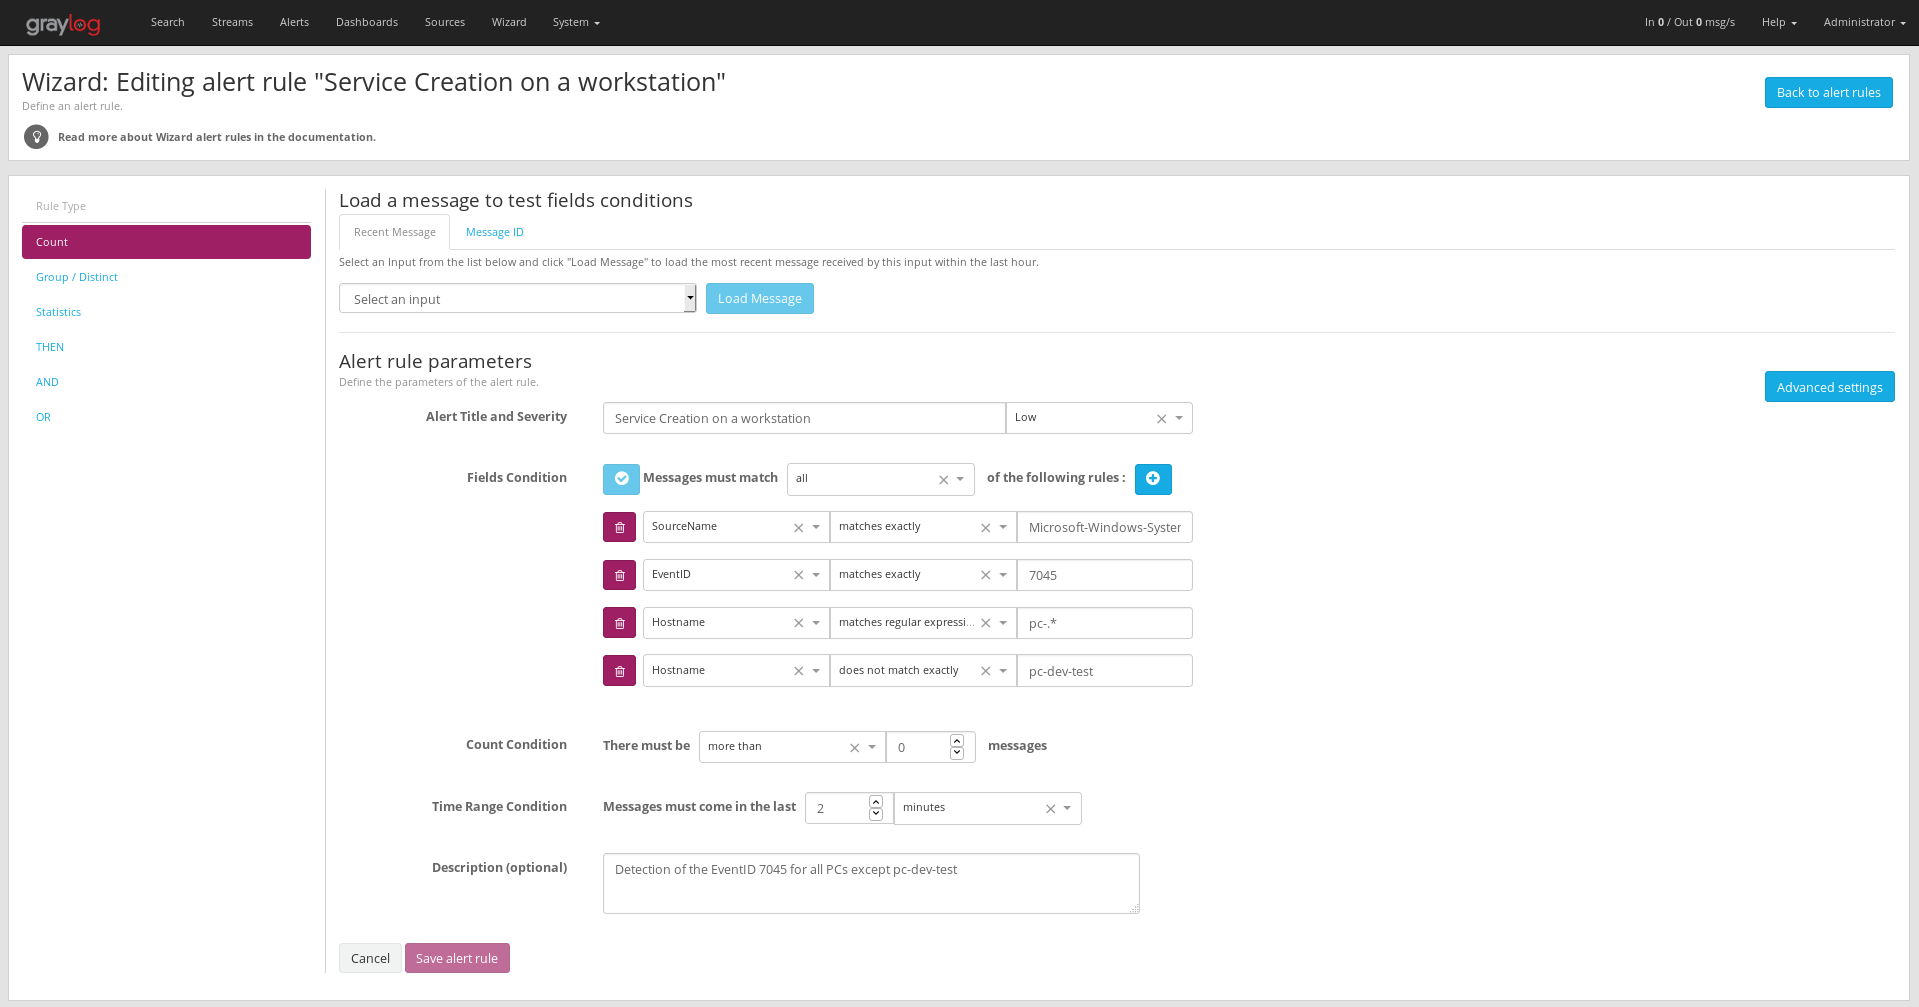 graylog Search Streams Alerts Dashboards Sources Wizard System In 0 / Out 0 msg/s Help Administrator
Wizard: Editing alert rule "Service Creation on a workstation"
Define an alert rule.
Back to alert rules
Read more about Wizard alert rules in the documentation.
Rule Type
Count
Group / Distinct
Statistics
THEN
AND
OR
Load a message to test fields conditions
Recent Message Message ID
Select an Input from the list below and click "Load Message" to load the most recent message received by this input within the last hour.
Select an input Load Message
Alert rule parameters
Define the parameters of the alert rule.
Advanced settings
Alert Title and Severity Service Creation on a workstation Low
Fields Condition Messages must match all of the following rules :
SourceName matches exactly Microsoft-Windows-System
EventID matches exactly 7045
Hostname matches regular expressi... pc-.*
Hostname does not match exactly pc-dev-test
Count Condition There must be more than 0 messages
Time Range Condition Messages must come in the last 2 minutes
Description (optional) Detection of the EventID 7045 for all PCs except pc-dev-test
Cancel Save alert rule